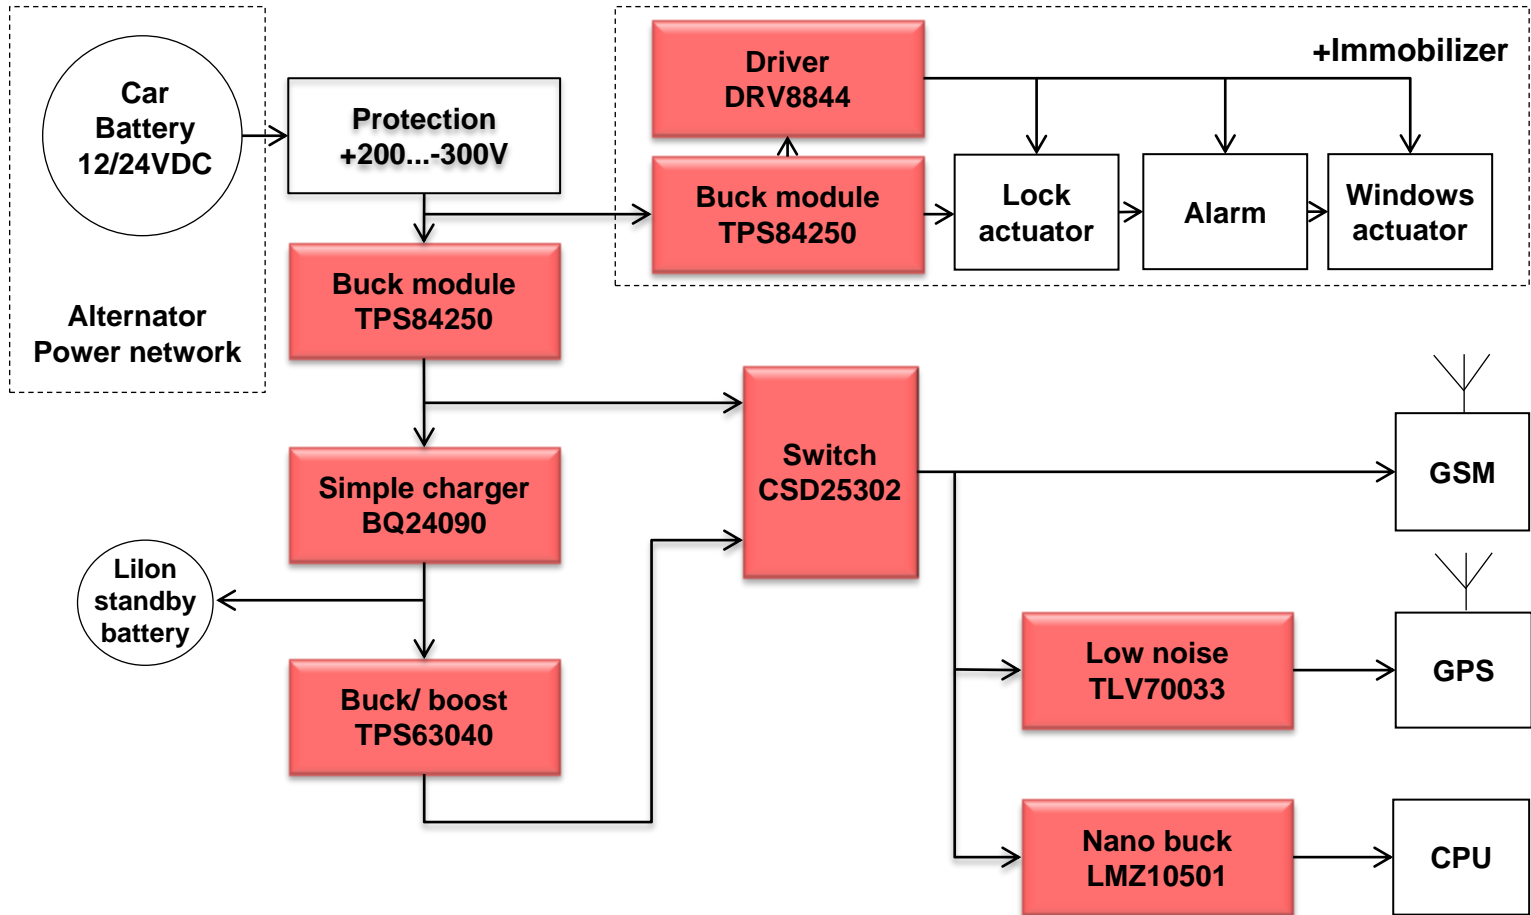 Car
Battery
12/24VDC
Alternator
Power network
Protection
+200...-300V
Driver
DRV8844
+Immobilizer
Buck module
TPS84250
Lock
actuator
Alarm
Windows
actuator
Buck module
TPS84250
Simple charger
BQ24090
Switch
CSD25302
GSM
LiIon
standby
battery
Buck/ boost
TPS63040
Low noise
TLV70033
GPS
Nano buck
LMZ10501
CPU